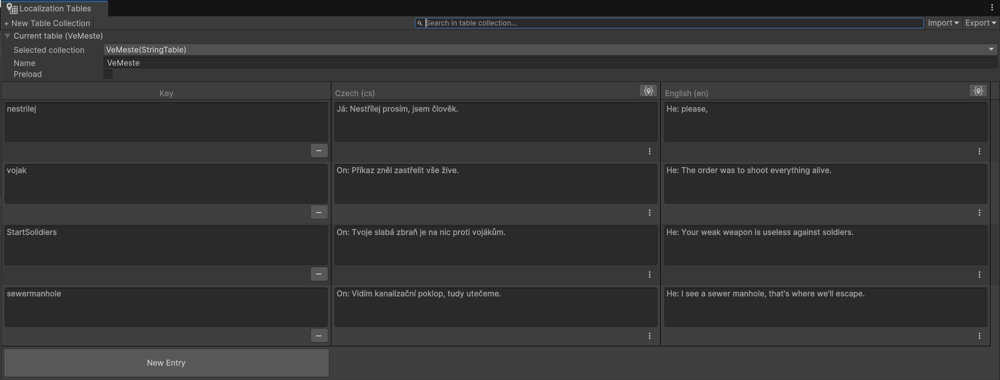 Localization Tables
+ New Table Collection
Search in table collection...
Import
Export
Current table (VeMeste)
Selected collection
VeMeste(StringTable)
Name
VeMeste
Preload
Key
Czech (cs)
English (en)
nestrilej
Já: Nestřílej prosím, jsem člověk.
He: please,
vojak
On: Příkaz zněl zastřelit vše žive.
He: The order was to shoot everything alive.
StartSolidiers
On: Tvoje slabá zbraň je na nic proti vojákům.
He: Your weak weapon is useless against soldiers.
sewermanhole
On: Vidím kanalizační poklop, tudy utečeme.
He: I see a sewer manhole, that's where we'll escape.
New Entry